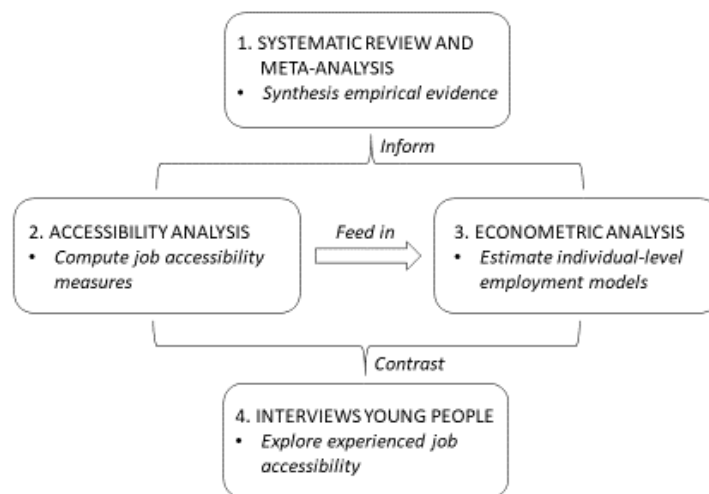 1. SYSTEMATIC REVIEW AND
META-ANALYSIS
• Synthesis empirical evidence
Inform
2. ACCESSIBILITY ANALYSIS
• Compute job accessibility
measures
Feed in
3. ECONOMETRIC ANALYSIS
• Estimate individual-level
employment models
Contrast
4. INTERVIEWS YOUNG PEOPLE
• Explore experienced job
accessibility